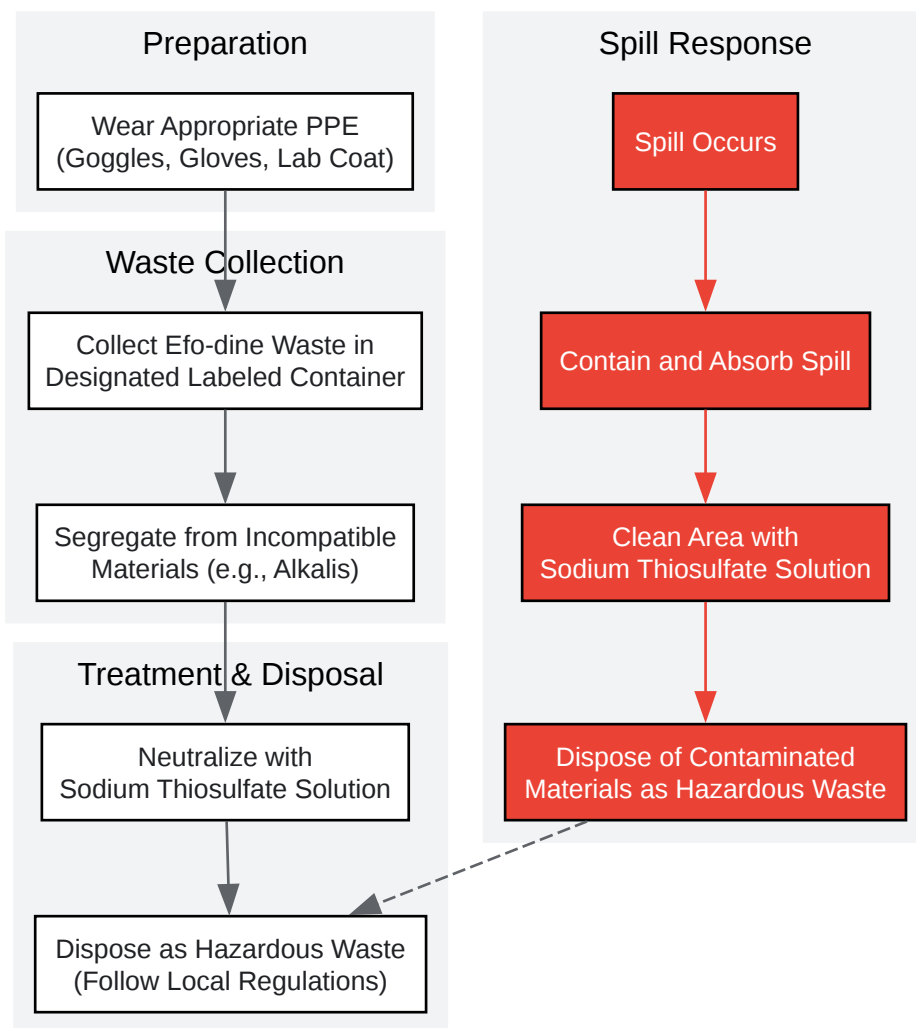 Preparation
Wear Appropriate PPE
(Goggles, Gloves, Lab Coat)
Waste Collection
Collect Efo-dine Waste in
Designated Labeled Container
Segregate from Incompatible
Materials (e.g., Alkalis)
Treatment & Disposal
Neutralize with
Sodium Thiosulfate Solution
Dispose as Hazardous Waste
(Follow Local Regulations)
Spill Response
Spill Occurs
Contain and Absorb Spill
Clean Area with
Sodium Thiosulfate Solution
Dispose of Contaminated
Materials as Hazardous Waste